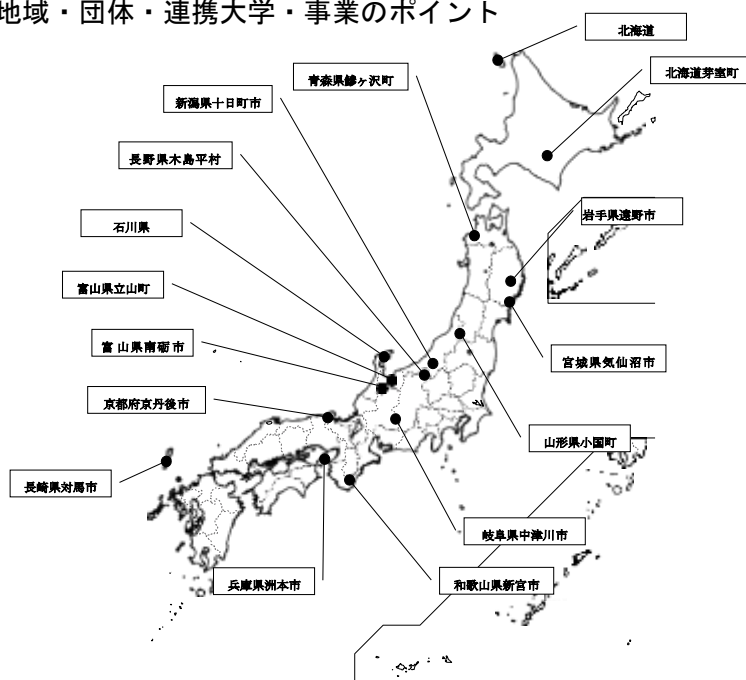 地域・団体・連携大学・事業のポイント
北海道
北海道芽室町
青森県鰺ヶ沢町
新潟県十日町市
長野県木島平村
石川県
岩手県遠野市
富山県立山町
富山県南砺市
宮城県気仙沼市
京都府京丹後市
山形県小国町
長崎県対馬市
岐阜県中津川市
兵庫県洲本市
和歌山県新宮市